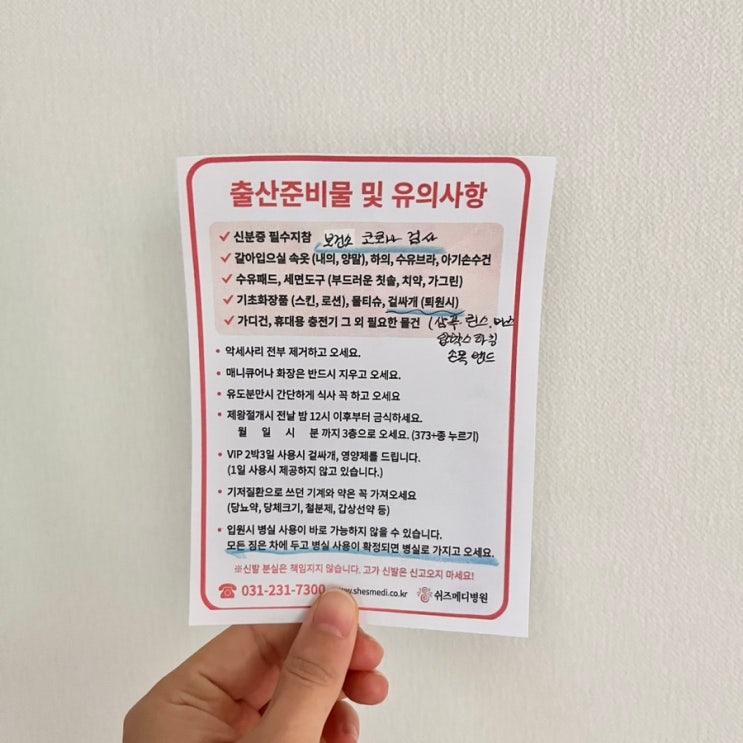 출산준비물 및 유의사항
✓ 신분증 필수지참 보건소 코로나 검사
✓ 갈아입으실 속옷 (내의, 양말), 하의, 수유브라, 아기손수건
✓ 수유패드, 세면도구 (부드러운 칫솔, 치약, 가그린)
✓ 기초화장품 (스킨, 로션), 물티슈, 겉싸개 (퇴원시)
✓ 가디건, 휴대용 충전기 그 외 필요한 물건 (샴푸. 린스.
압박스타킹
손목
• 악세사리 전부 제거하고 오세요.
• 매니큐어나 화장은 반드시 지우고 오세요.
• 유도분만시 간단하게 식사 꼭 하고 오세요
• 제왕절개시 전날 밤 12시 이후부터 금식하세요.
월 일 시 분 까지 3층으로 오세요. (373+종 누르기)
• VIP 2박3일 사용시 겉싸개, 영양제를 드립니다.
(1일 사용시 제공하지 않고 있습니다.)
• 기저질환으로 쓰던 기계와 약은 꼭 가져오세요
(당뇨약, 당체크기, 철분제, 갑상선약 등)
• 입원시 병실 사용이 바로 가능하지 않을 수 있습니다.
모든 짐은 차에 두고 병실 사용이 확정되면 병실로 가지고 오세요.
※신발 분실은 책임지지 않습니다. 고가 신발은 신고오지 마세요!
☎ 031-231-7300 www.shesmedi.co.kr 쉬즈메디병원